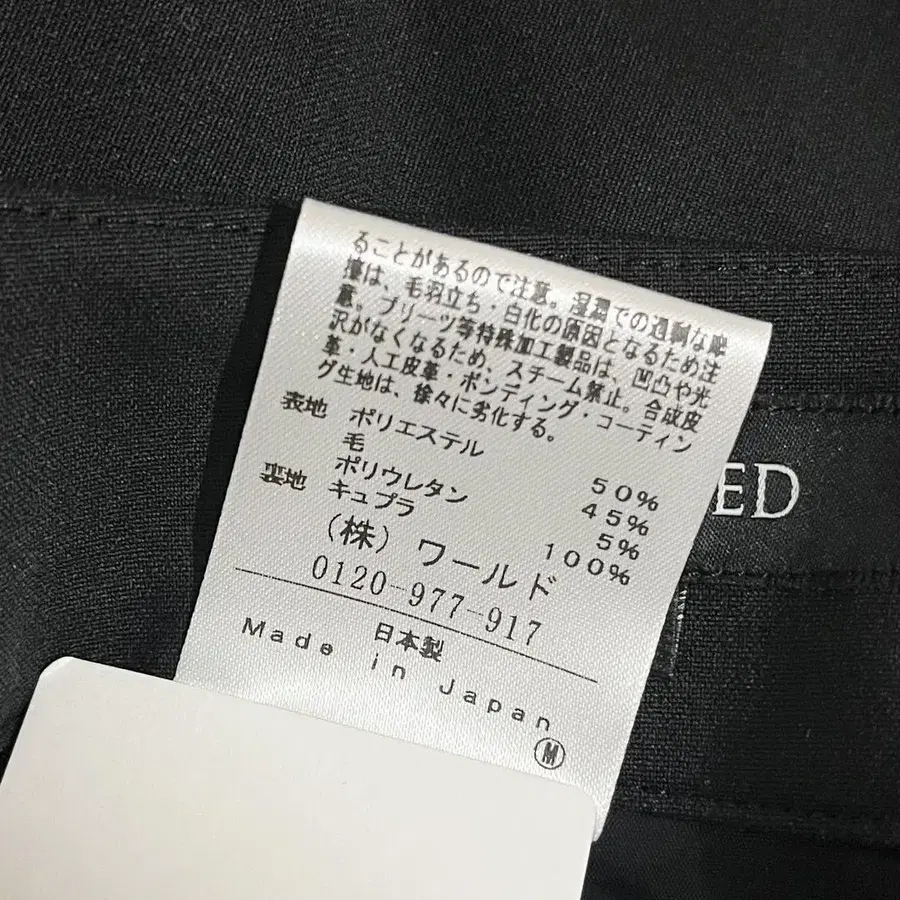 ることがあるので注意。湿潤での過剰な摩
擦は、毛羽立ち・白化の原因となるため注
意。プリーツ等特殊加工製品は、凹凸や光
沢がなくなるため、スチーム禁止。合成皮
革・人工皮革・ボンディング・コーティン
グ生地は、徐々に劣化する。
表地 ポリエステル 50%
毛 45%
ポリウレタン 5%
裏地 キュプラ 100%
(株)ワールド
0120-977-917
日本製
Made in Japan
M
ED